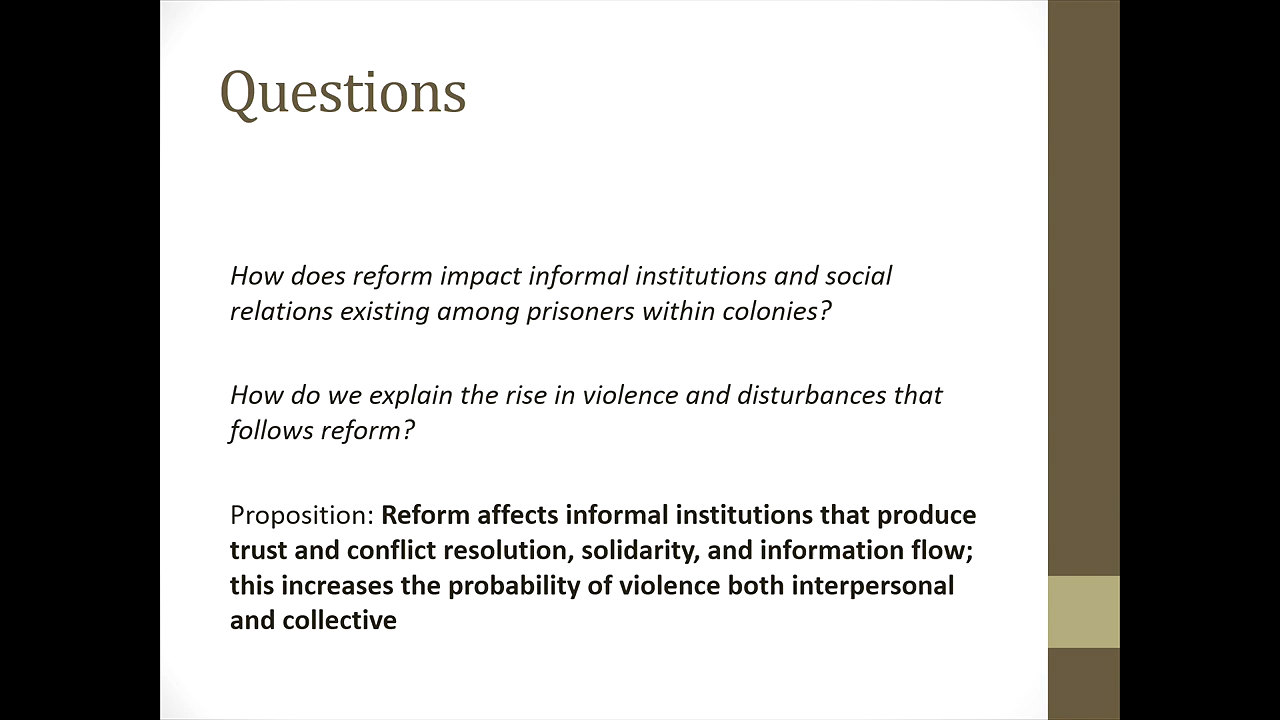 Questions
How does reform impact informal institutions and social
relations existing among prisoners within colonies?
How do we explain the rise in violence and disturbances that
follows reform?
Proposition: Reform affects informal institutions that produce
trust and conflict resolution, solidarity, and information flow;
this increases the probability of violence both interpersonal
and collective